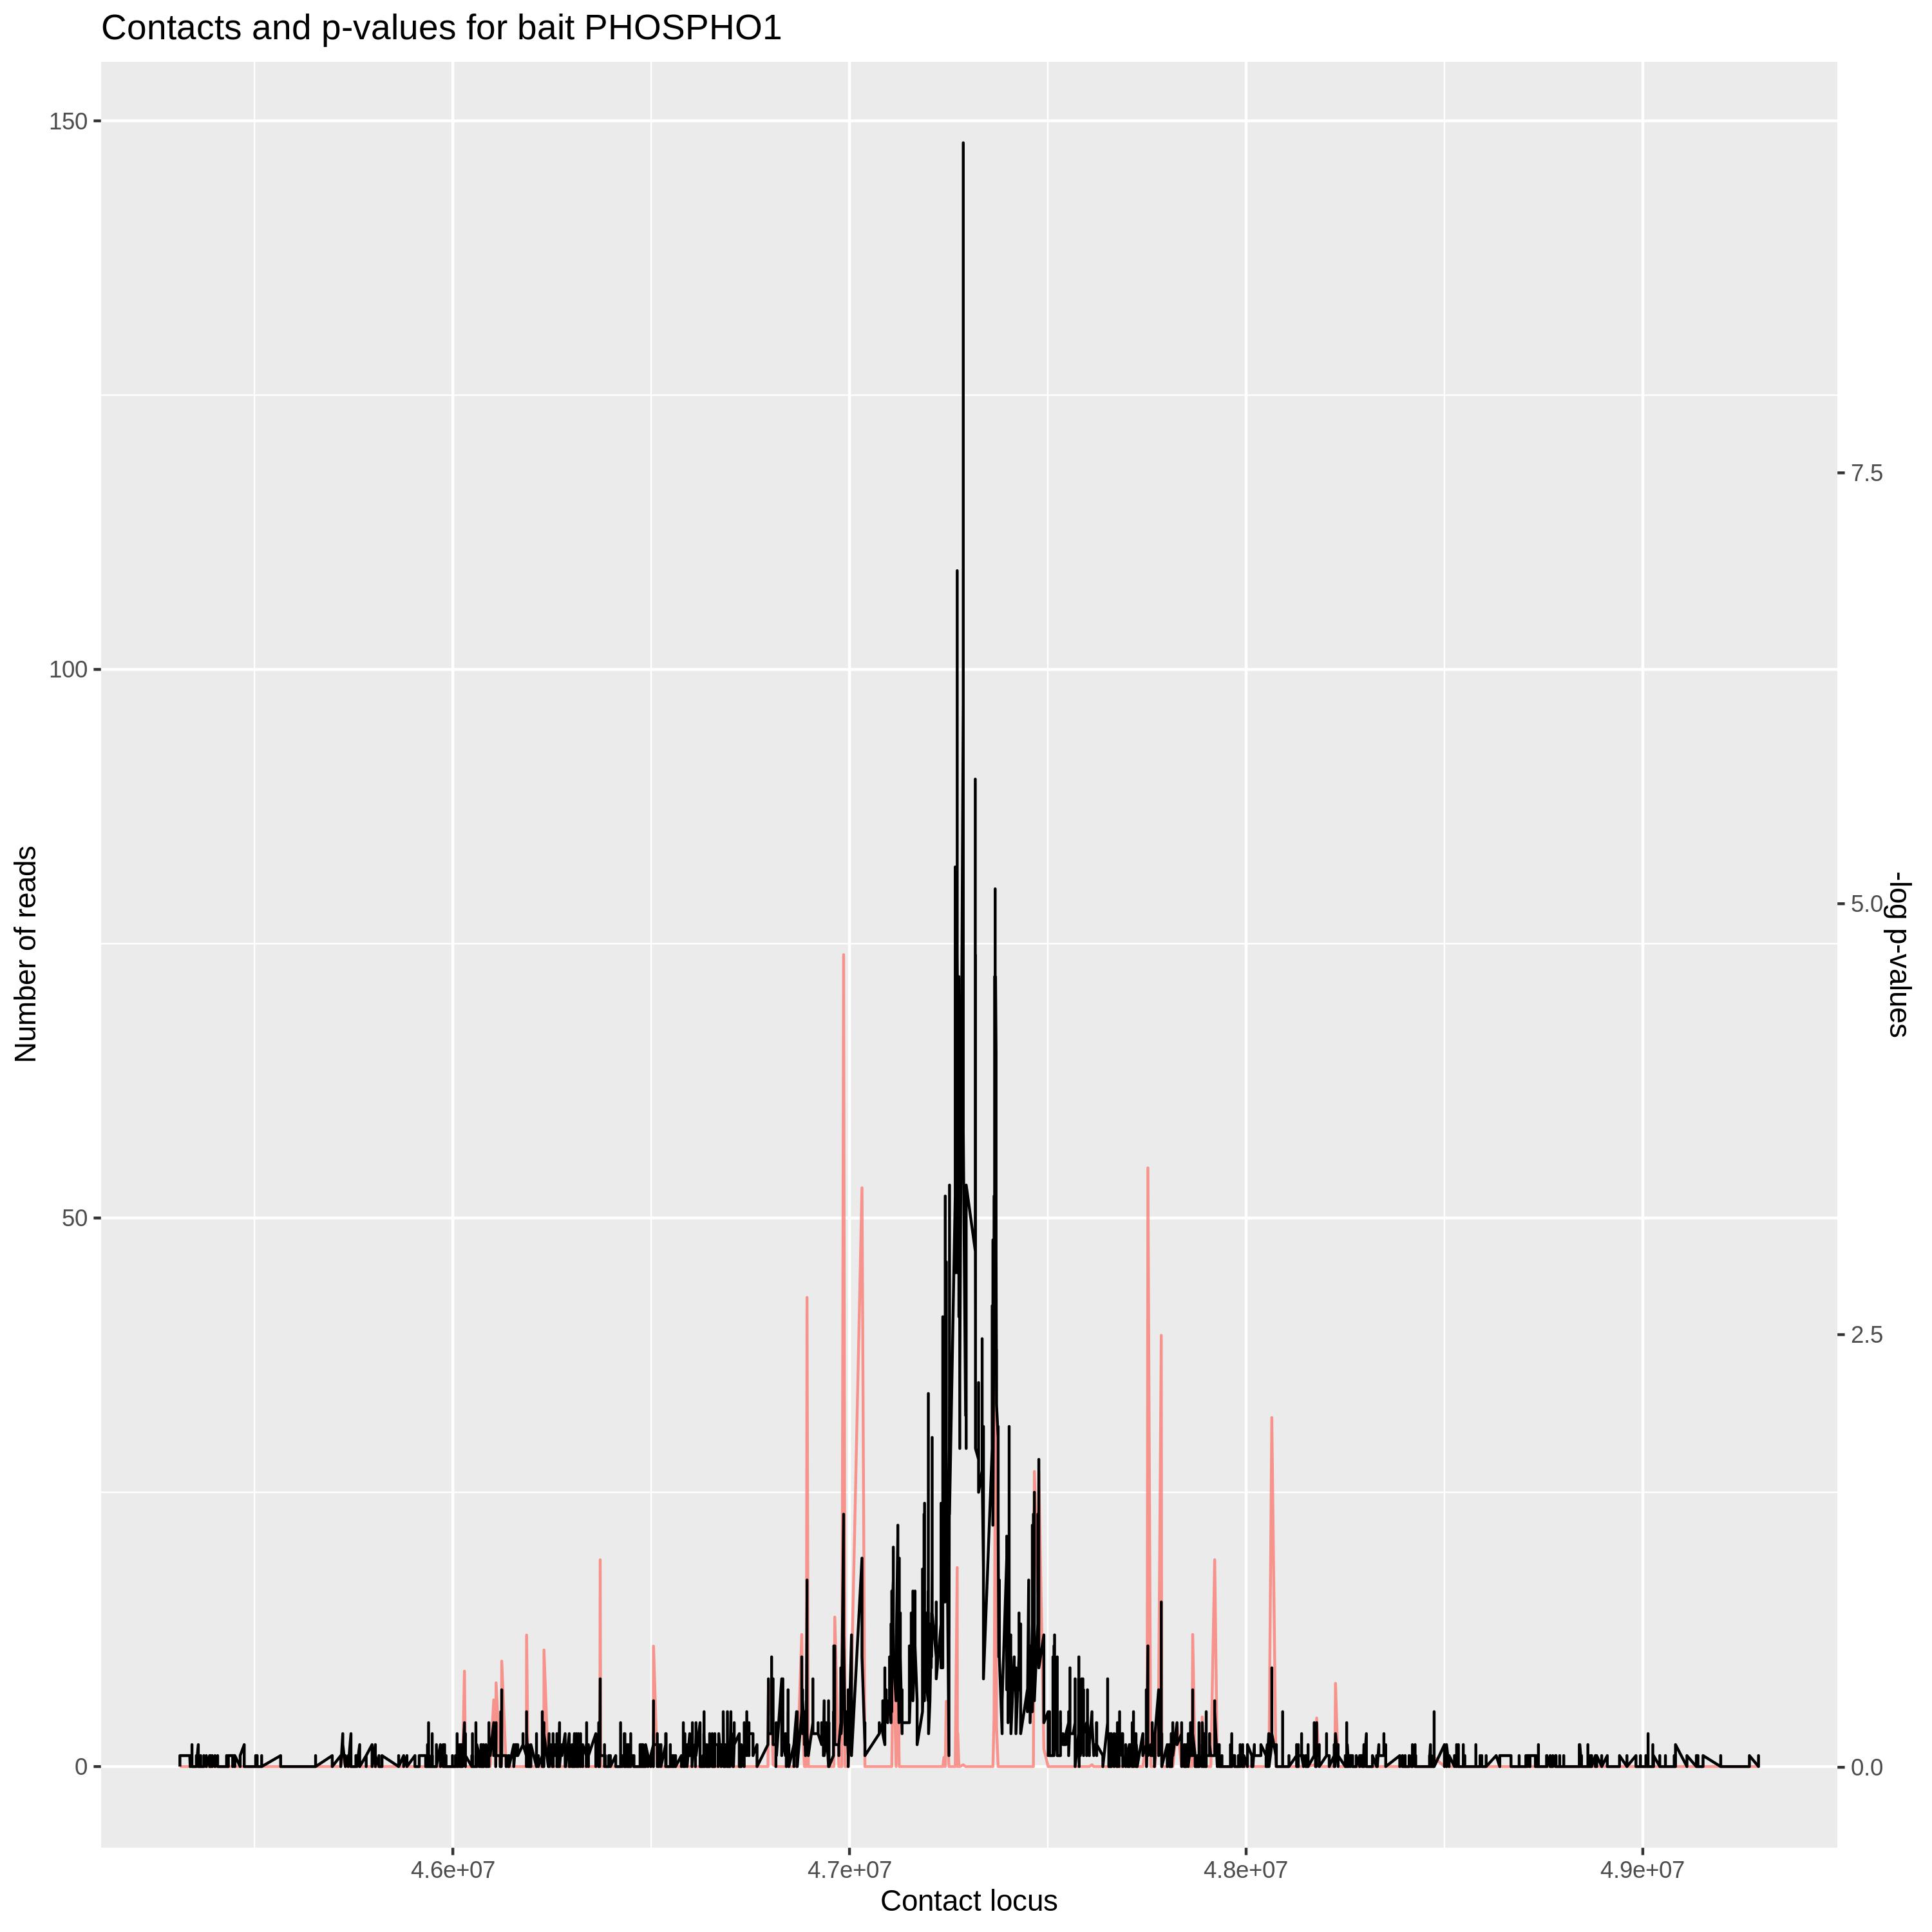 Contacts and p-values for bait PHOSPHO1
150
100
50
0
Number of reads
7.5
5.0
2.5
0.0
-log p-values
4.6e+07
4.7e+07
4.8e+07
4.9e+07
Contact locus